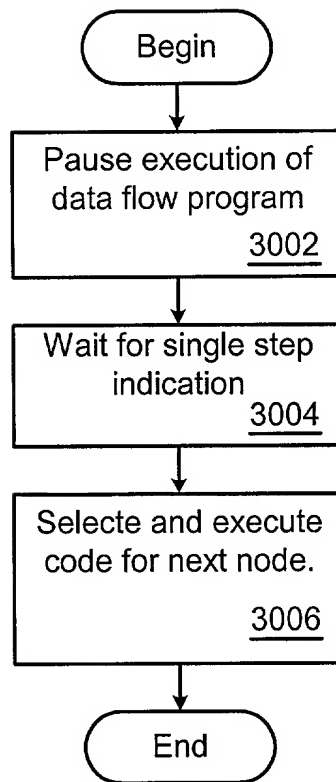 Begin
Pause execution of
data flow program
3002
Wait for single step
indication
3004
Selecte and execute
code for next node.
3006
End